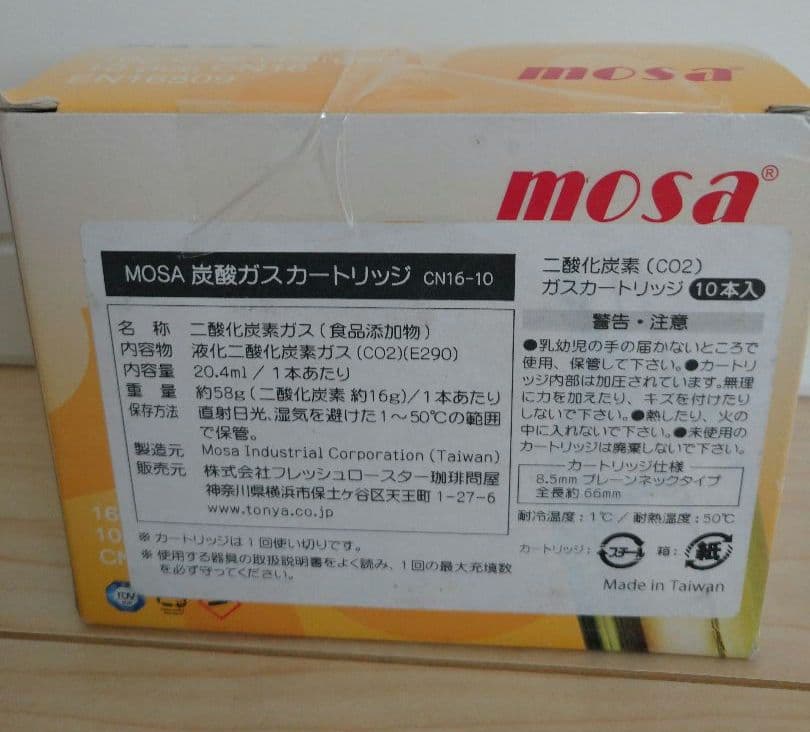 mosa
mosa®
MOSA 炭酸ガスカートリッジ CN16-10
名 称 二酸化炭素ガス(食品添加物)
内容物 液化二酸化炭素ガス(CO2)(E290)
内容量 20.4ml / 1本あたり
重 量 約58g(二酸化炭素 約16g)/1本あたり
保存方法 直射日光、湿気を避けた1〜50℃の範囲
で保管。
製造元 Mosa Industrial Corporation (Taiwan)
販売元 株式会社フレッシュロースター珈琲問屋
神奈川県横浜市保土ヶ谷区天王町 1-27-6
www.tonya.co.jp
※ カートリッジは1回使い切りです。
※ 使用する器具の取扱説明書をよく読み、1回の最大充填数
を必ず守ってください。
二酸化炭素(CO2)
ガスカートリッジ 10本入
警告・注意
●乳幼児の手の届かないところで
使用、保管して下さい。●カートリ
ッジ内部は加圧されています。無理
に力を加えたり、キズを付けたり
しないで下さい。●熱したり、火の
中に入れないで下さい。●未使用の
カートリッジは廃棄しないで下さい。
カートリッジ仕様
8.5mm プレーンネックタイプ
全長約66mm
耐冷温度:1℃ / 耐熱温度:50℃
カートリッジ: スチール 箱: 紙
Made in Taiwan
16
10
CN
TÜV